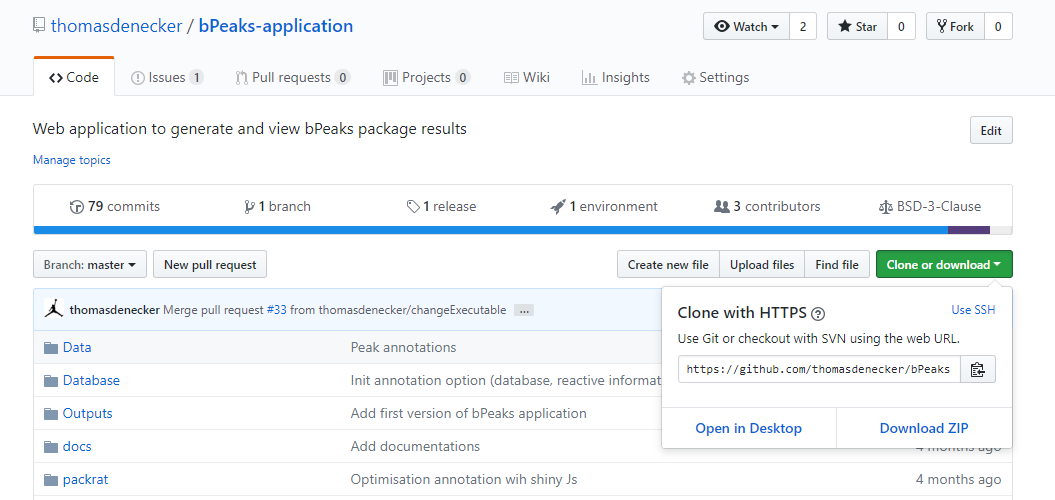 thomasdenecker / bPeaks-application
Watch 2 Star 0 Fork 0
Code Issues 1 Pull requests 0 Projects 0 Wiki Insights Settings
Web application to generate and view bPeaks package results
Edit
Manage topics
79 commits 1 branch 1 release 1 environment 3 contributors BSD-3-Clause
Branch: master New pull request Create new file Upload files Find file Clone or download
thomasdenecker Merge pull request #33 from thomasdenecker/changeExecutable ...
Clone with HTTPS ? Use SSH
Use Git or checkout with SVN using the web URL.
https://github.com/thomasdenecker/bPeaks
Open in Desktop Download ZIP
Data Peak annotations
Database Init annotation option (database, reactive
Outputs Add first version of bPeaks application
docs Add documentations 4 months ago
packrat Optimisation annotation wih shiny Js 4 months ago